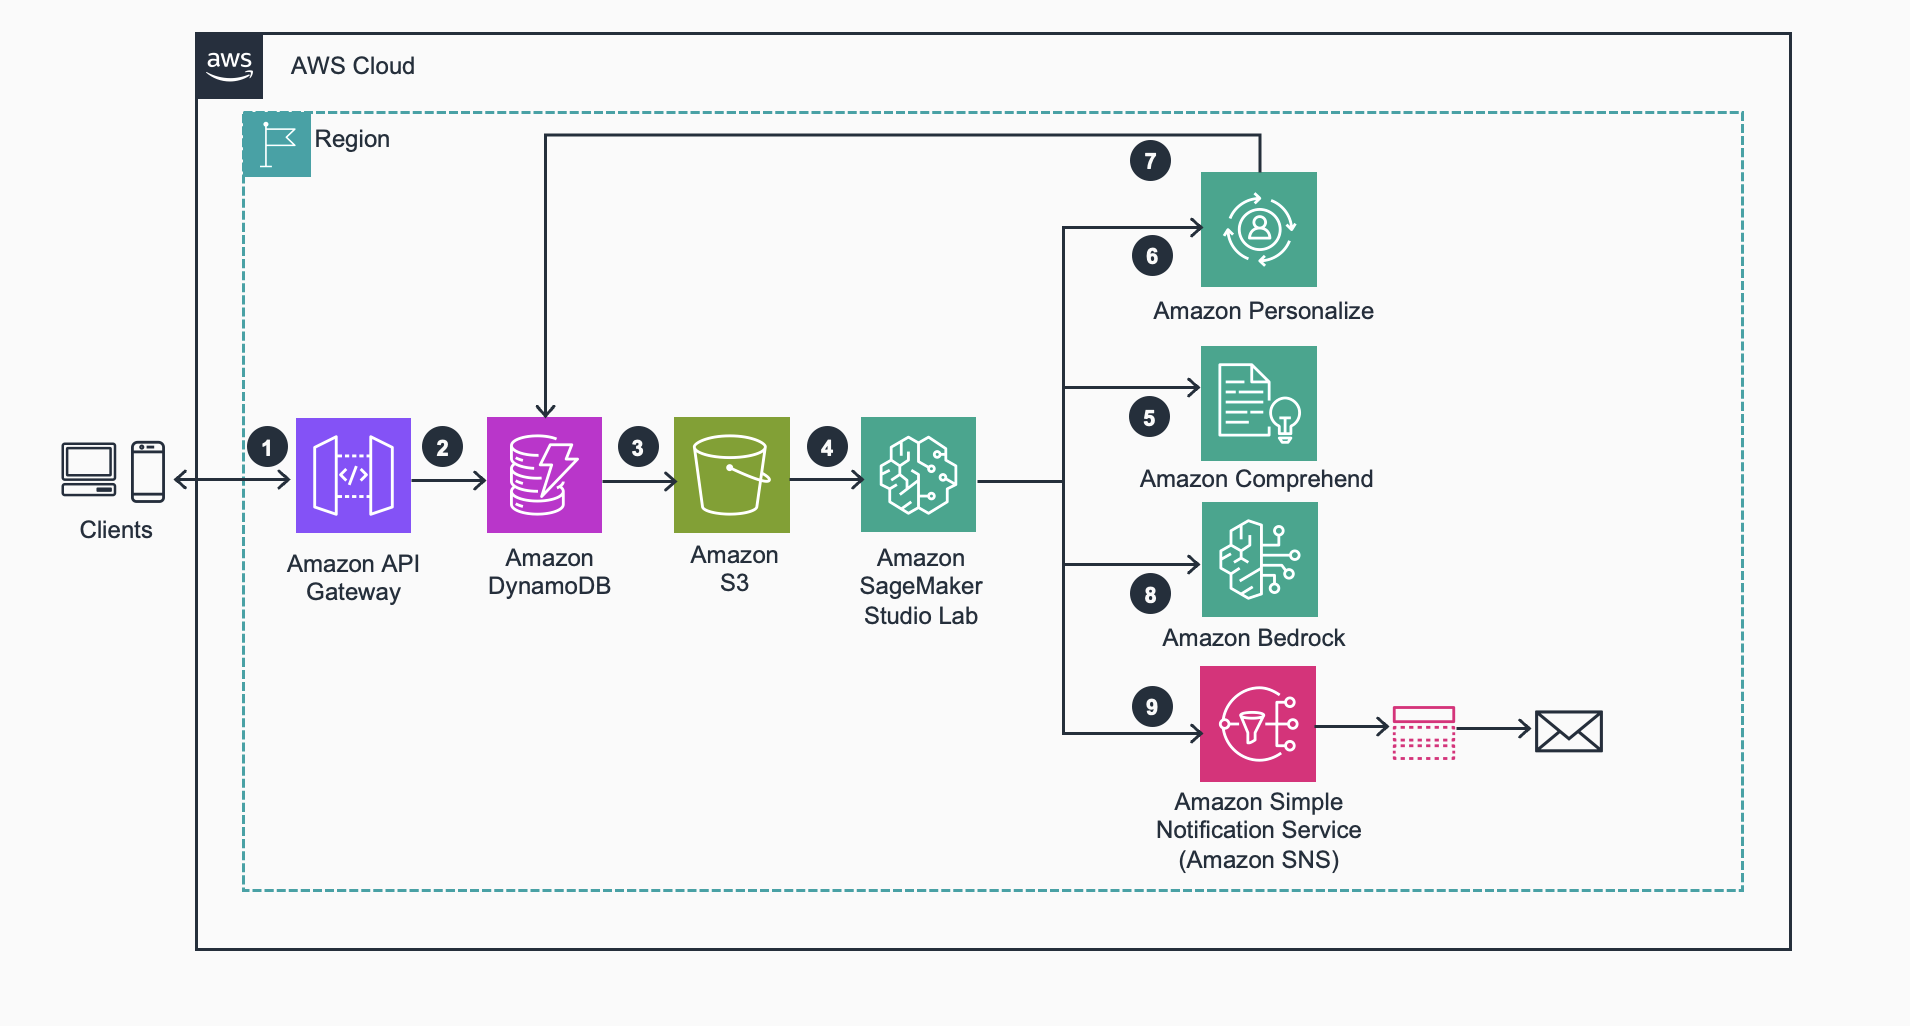 aws
AWS Cloud
Region
7
6
Amazon Personalize
5
Amazon Comprehend
1
2
3
4
Clients
Amazon API
Gateway
Amazon
DynamoDB
Amazon
S3
</>
Amazon
SageMaker
Studio Lab
8
Amazon Bedrock
9
Amazon Simple
Notification Service
(Amazon SNS)